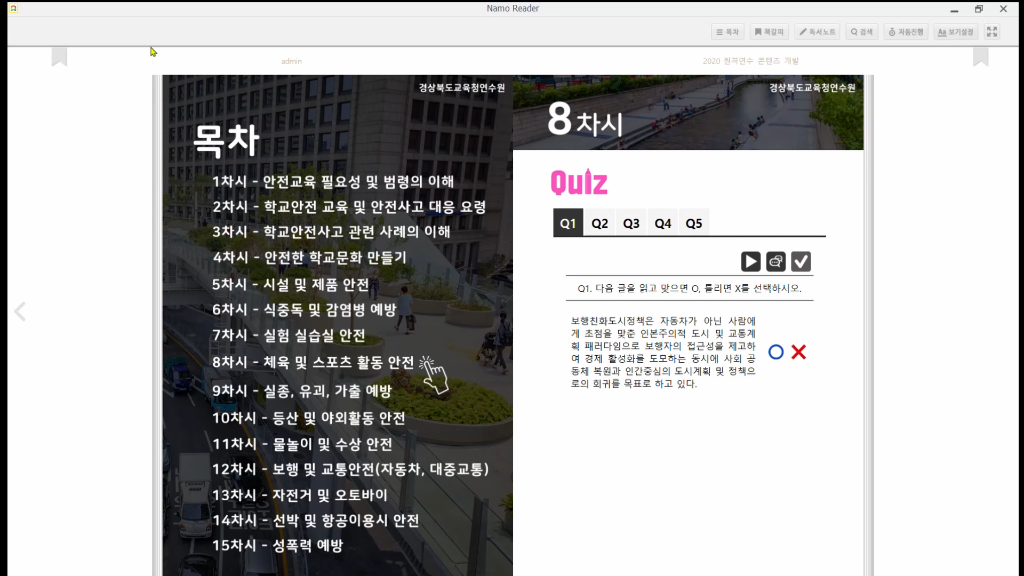 Namo Reader
목차
책갈피
독서노트
검색
자동진행
보기설정
admin
2020 원격연수 콘텐츠 개발
경상북도교육청연수원
목차
1차시 - 안전교육 필요성 및 법령의 이해
2차시 - 학교안전 교육 및 안전사고 대응 요령
3차시 - 학교안전사고 관련 사례의 이해
4차시 - 안전한 학교문화 만들기
5차시 - 시설 및 제품 안전
6차시 - 식중독 및 감염병 예방
7차시 - 실험 실습실 안전
8차시 - 체육 및 스포츠 활동 안전
9차시 - 실종, 유괴, 가출 예방
10차시 - 등산 및 야외활동 안전
11차시 - 물놀이 및 수상 안전
12차시 - 보행 및 교통안전(자동차, 대중교통)
13차시 - 자전거 및 오토바이
14차시 - 선박 및 항공이용시 안전
15차시 - 성폭력 예방
경상북도교육청연수원
8차시
Quiz
Q1 Q2 Q3 Q4 Q5
Q1. 다음 글을 읽고 맞으면 O, 틀리면 X를 선택하시오.
보행친화도시정책은 자동차가 아닌 사람에
게 초점을 맞춘 인본주의적 도시 및 교통계
획 패러다임으로 보행자의 접근성을 제고하
여 경제 활성화를 도모하는 동시에 사회 공
동체 복원과 인간중심의 도시계획 및 정책으
로의 회귀를 목표로 하고 있다.